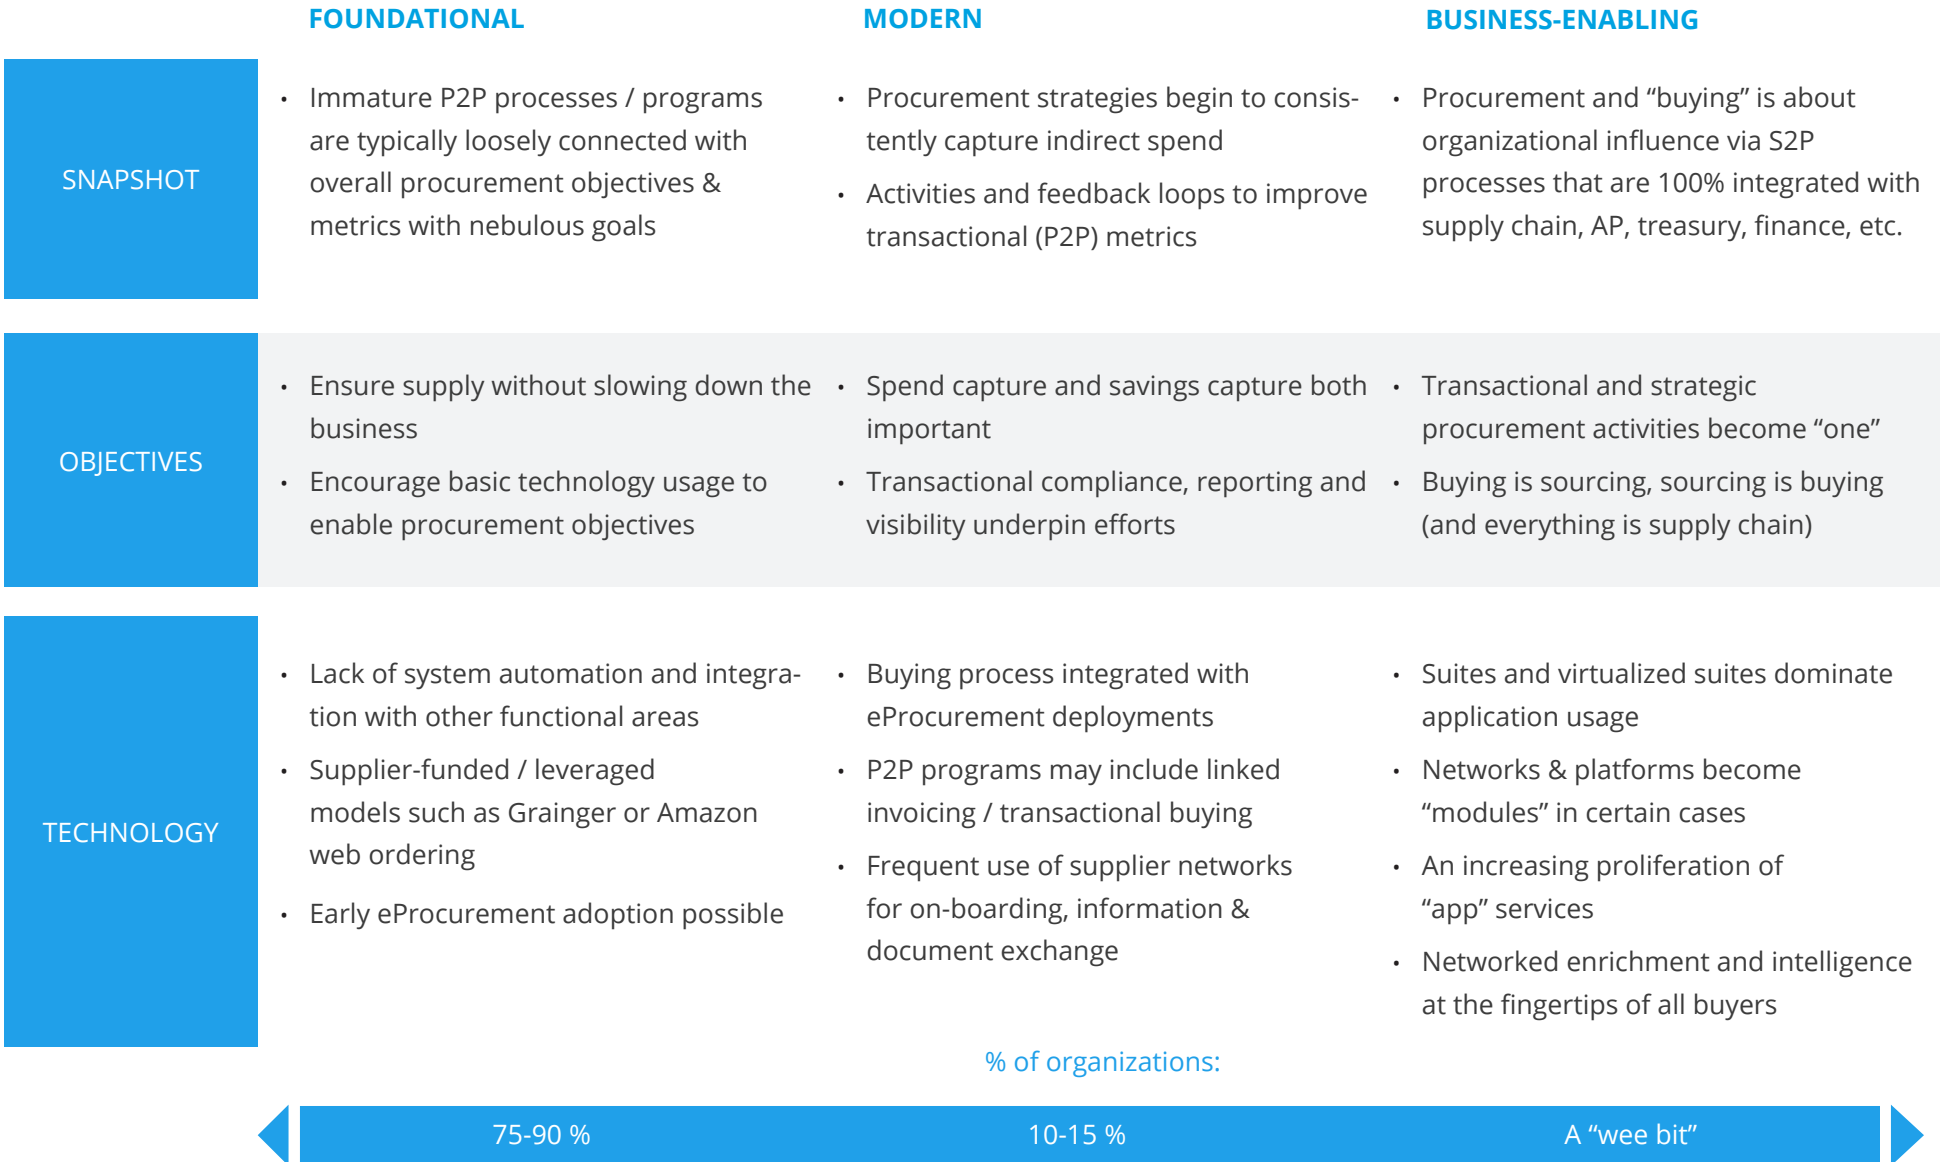 FOUNDATIONAL
MODERN
BUSINESS-ENABLING
SNAPSHOT
• Immature P2P processes / programs
are typically loosely connected with
overall procurement objectives &
metrics with nebulous goals
• Procurement strategies begin to consis-
tently capture indirect spend
• Activities and feedback loops to improve
transactional (P2P) metrics
• Procurement and “buying” is about
organizational influence via S2P
processes that are 100% integrated with
supply chain, AP, treasury, finance, etc.
OBJECTIVES
• Ensure supply without slowing down the
business
• Encourage basic technology usage to
enable procurement objectives
• Spend capture and savings capture both
important
• Transactional compliance, reporting and
visibility underpin efforts
• Transactional and strategic
procurement activities become “one”
• Buying is sourcing, sourcing is buying
(and everything is supply chain)
TECHNOLOGY
• Lack of system automation and integra-
tion with other functional areas
• Supplier-funded / leveraged
models such as Grainger or Amazon
web ordering
• Early eProcurement adoption possible
• Buying process integrated with
eProcurement deployments
• P2P programs may include linked
invoicing / transactional buying
• Frequent use of supplier networks
for on-boarding, information &
document exchange
• Suites and virtualized suites dominate
application usage
• Networks & platforms become
“modules” in certain cases
• An increasing proliferation of
“app” services
• Networked enrichment and intelligence
at the fingertips of all buyers
% of organizations:
75-90 %
10-15 %
A “wee bit”